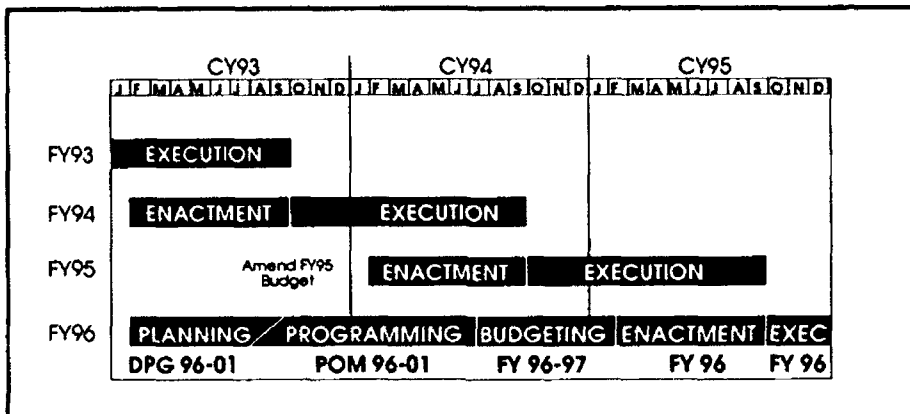 CY93 CY94 CY95
J F M A M J J A S O N D J F M A M J J A S O N D J F M A M J J A S O N D
FY93 EXECUTION
FY94 ENACTMENT EXECUTION
Amend FY95
FY95 ENACTMENT EXECUTION
Budget
FY96 PLANNING PROGRAMMING BUDGETING ENACTMENT EXEC
DPG 96-01 POM 96-01 FY 96-97 FY 96 FY 96